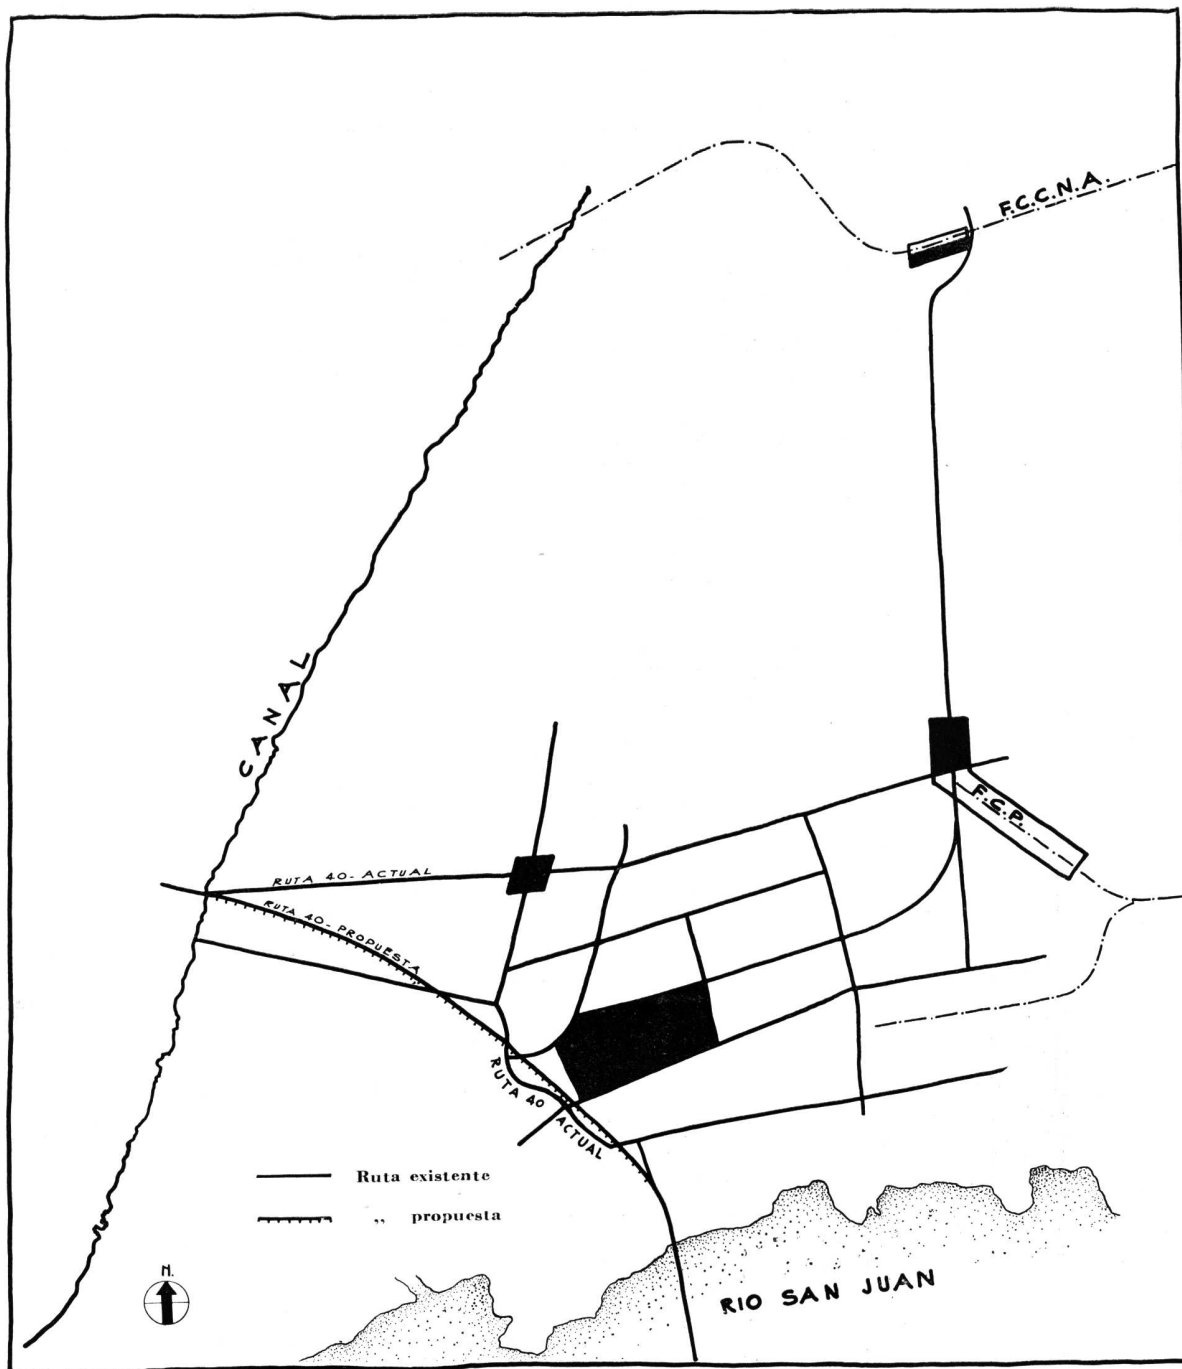 F.C.C.N.A.
CANAL
F.C.P.
RUTA 40-ACTUAL
RUTA 40-PROPUESTA
RUTA 40
ACTUAL
Ruta existente
„ propuesta
N.
RIO SAN JUAN